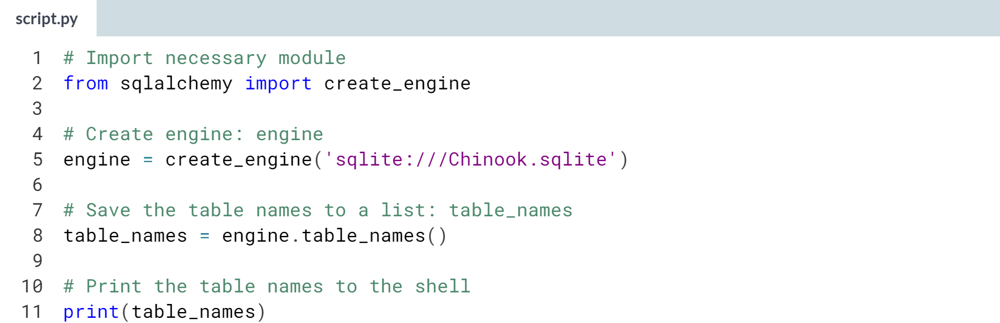 script.py
1 # Import necessary module
2 from sqlalchemy import create_engine
3
4 # Create engine: engine
5 engine = create_engine('sqlite:///Chinook.sqlite')
6
7 # Save the table names to a list: table_names
8 table_names = engine.table_names()
9
10 # Print the table names to the shell
11 print(table_names)